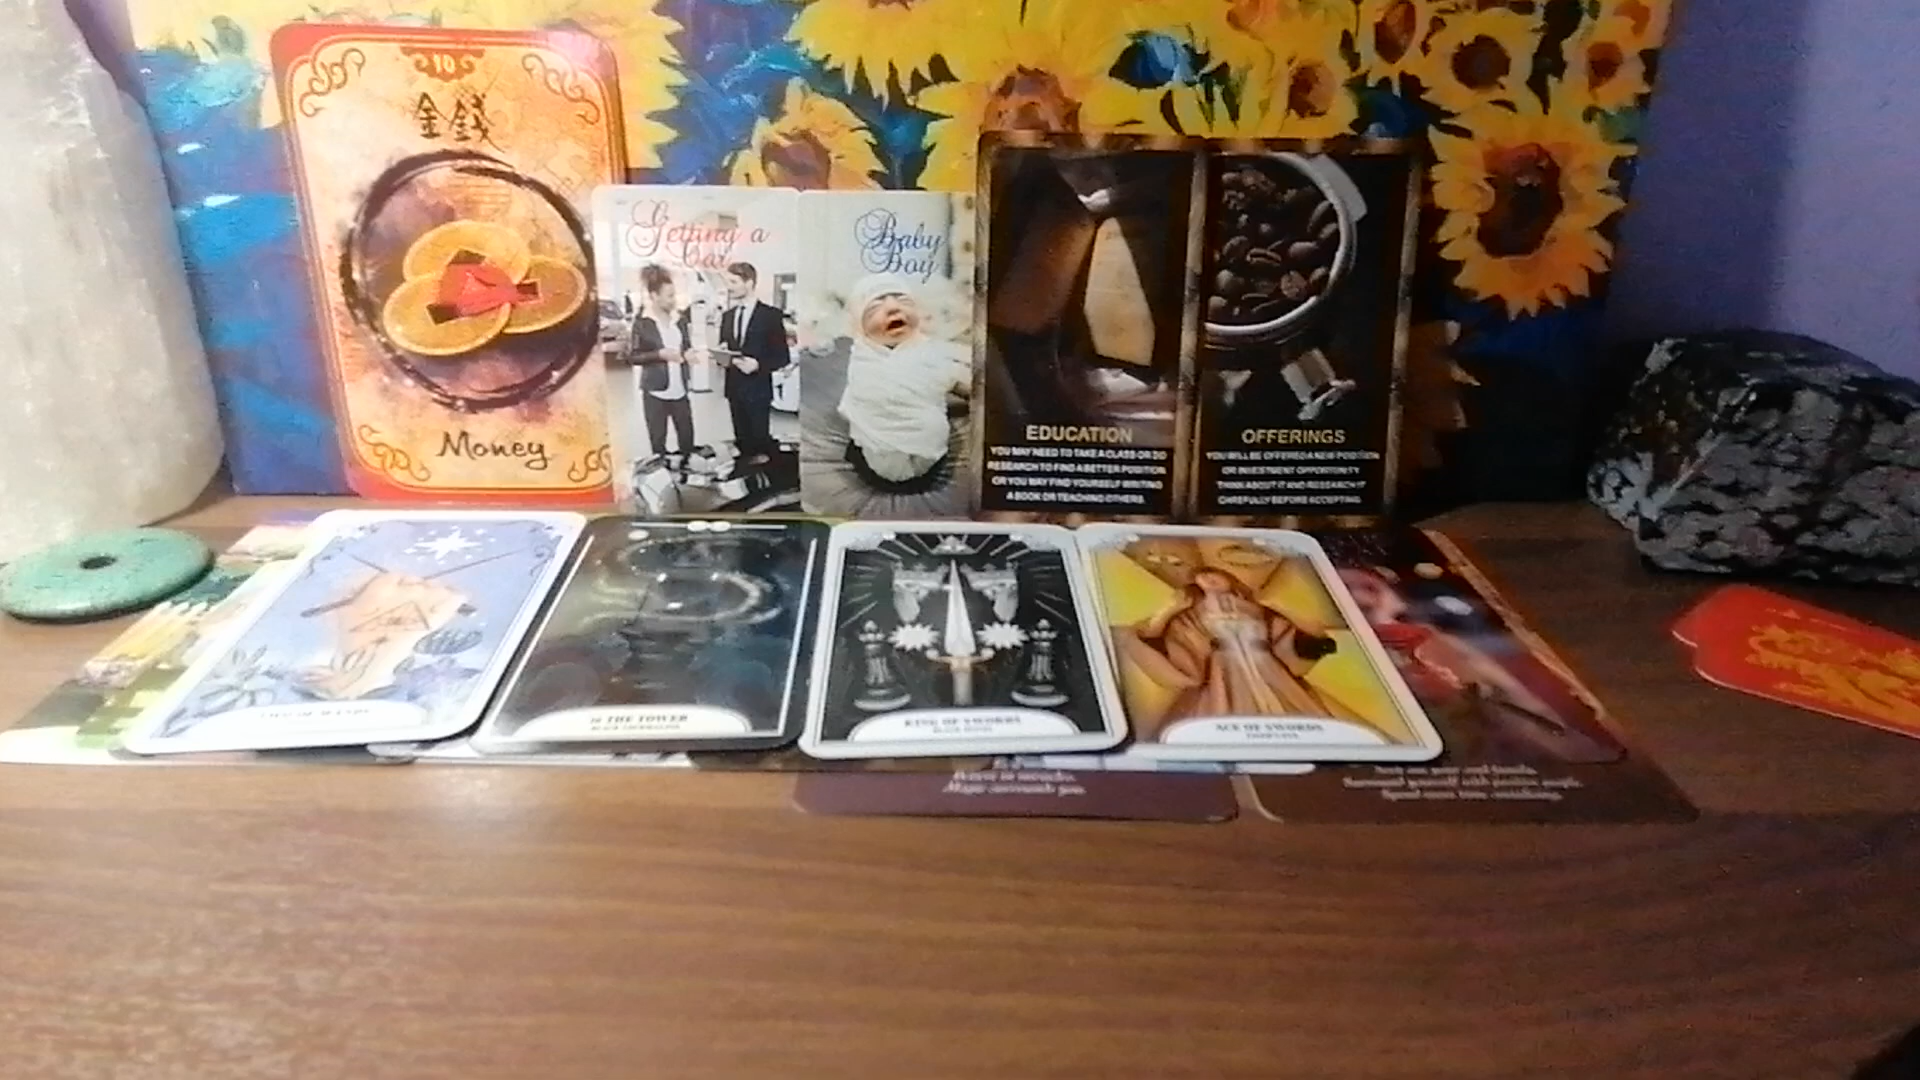 10
金錢
Money
Getting a
Car
Baby
Boy
EDUCATION
YOU MAY NEED TO TAKE A CLASS OR DO
RESEARCH TO FIND A BETTER POSITION
OR YOU MAY FIND YOURSELF WRITING
A BOOK OR TEACHING OTHERS
OFFERINGS
YOU WILL BE OFFERED A NEW POSITION
OR INVESTMENT OPPORTUNITY
THINK ABOUT IT AND RESEARCH IT
CAREFULLY BEFORE ACCEPTING
OF WANDS
16 THE TOWER
KING OF SWORDS
ACE OF SWORDS
Believe in miracles.
Magic surrounds you.
Surround yourself with positive people.
Spend more time